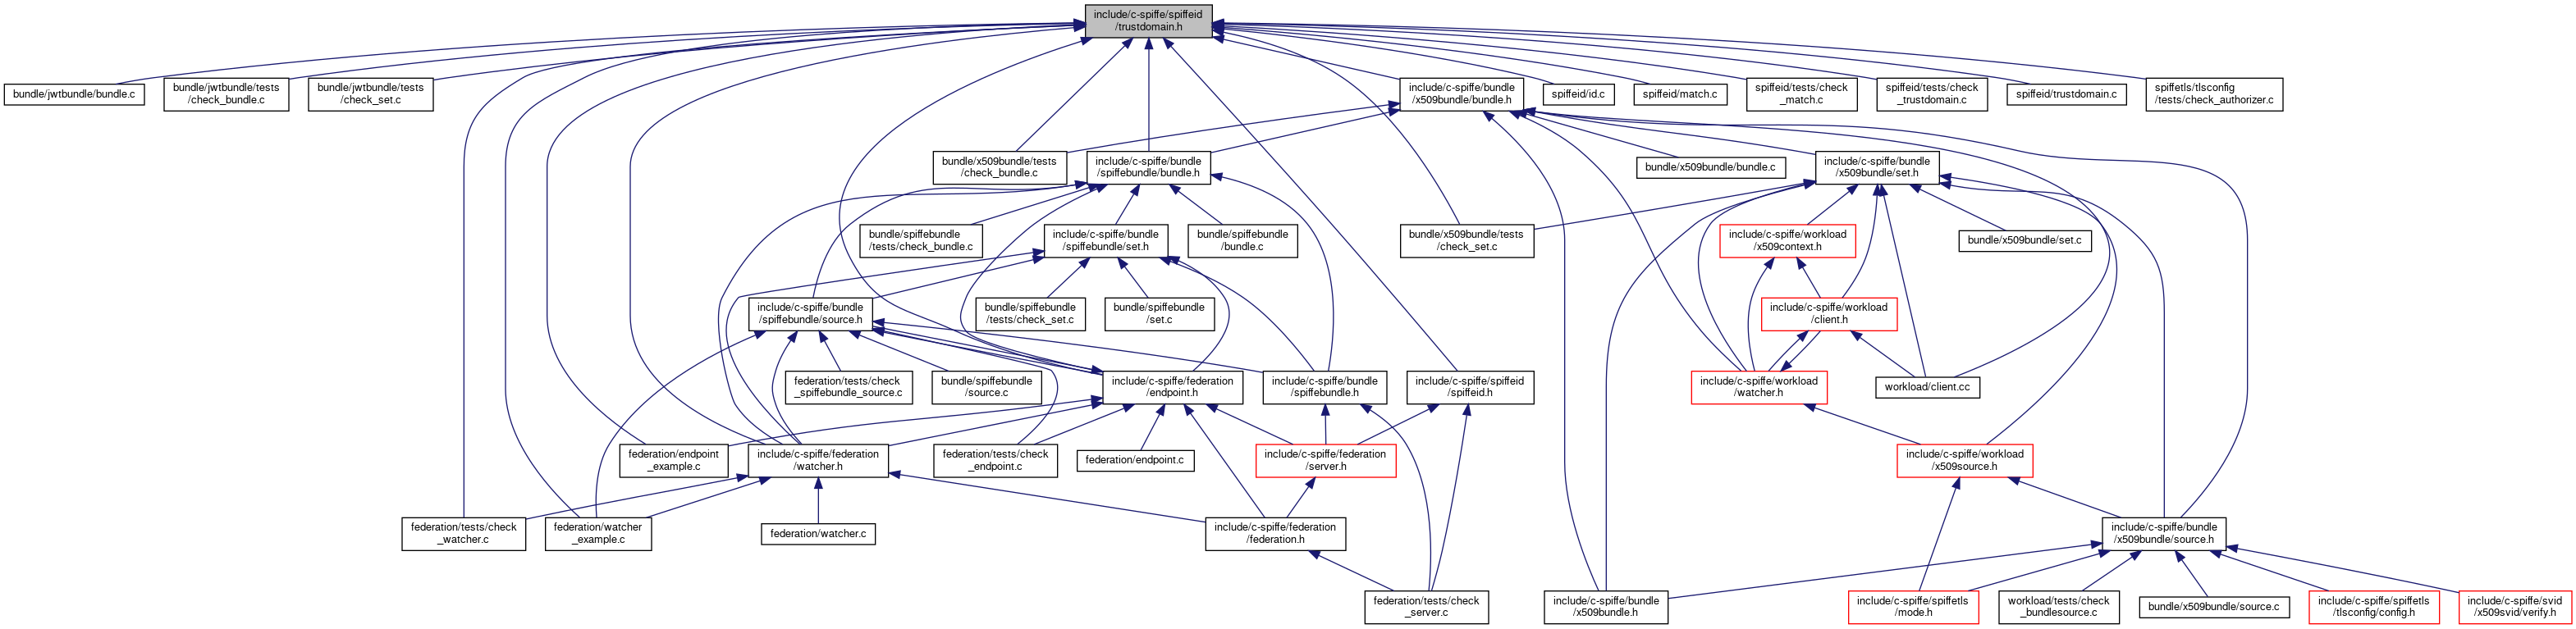 include/c-spiffe/spiffeid
/trustdomain.h
bundle/jwtbundle/bundle.c
bundle/jwtbundle/tests
/check_bundle.c
bundle/jwtbundle/tests
/check_set.c
include/c-spiffe/bundle
/x509bundle/bundle.h
spiffeid/id.c
spiffeid/match.c
spiffeid/tests/check
_match.c
spiffeid/tests/check
_trustdomain.c
spiffeid/trustdomain.c
spiffetls/tlsconfig
/tests/check_authorizer.c
bundle/x509bundle/tests
/check_bundle.c
include/c-spiffe/bundle
/spiffebundle/bundle.h
bundle/x509bundle/bundle.c
include/c-spiffe/bundle
/x509bundle/set.h
bundle/spiffebundle
/tests/check_bundle.c
include/c-spiffe/bundle
/spiffebundle/set.h
bundle/spiffebundle
/bundle.c
bundle/x509bundle/tests
/check_set.c
include/c-spiffe/workload
/x509context.h
bundle/x509bundle/set.c
include/c-spiffe/bundle
/spiffebundle/source.h
bundle/spiffebundle
/tests/check_set.c
bundle/spiffebundle
/set.c
include/c-spiffe/workload
/client.h
federation/tests/check
_spiffebundle_source.c
bundle/spiffebundle
/source.c
include/c-spiffe/federation
/endpoint.h
include/c-spiffe/bundle
/spiffebundle.h
include/c-spiffe/spiffeid
/spiffeid.h
include/c-spiffe/workload
/watcher.h
workload/client.cc
federation/endpoint
_example.c
include/c-spiffe/federation
/watcher.h
federation/tests/check
_endpoint.c
federation/endpoint.c
include/c-spiffe/federation
/server.h
include/c-spiffe/workload
/x509source.h
federation/tests/check
_watcher.c
federation/watcher
_example.c
federation/watcher.c
include/c-spiffe/federation
/federation.h
include/c-spiffe/bundle
/x509bundle/source.h
federation/tests/check
_server.c
include/c-spiffe/bundle
/x509bundle.h
include/c-spiffe/spiffetls
/mode.h
workload/tests/check
_bundlesource.c
bundle/x509bundle/source.c
include/c-spiffe/spiffetls
/tlsconfig/config.h
include/c-spiffe/svid
/x509svid/verify.h